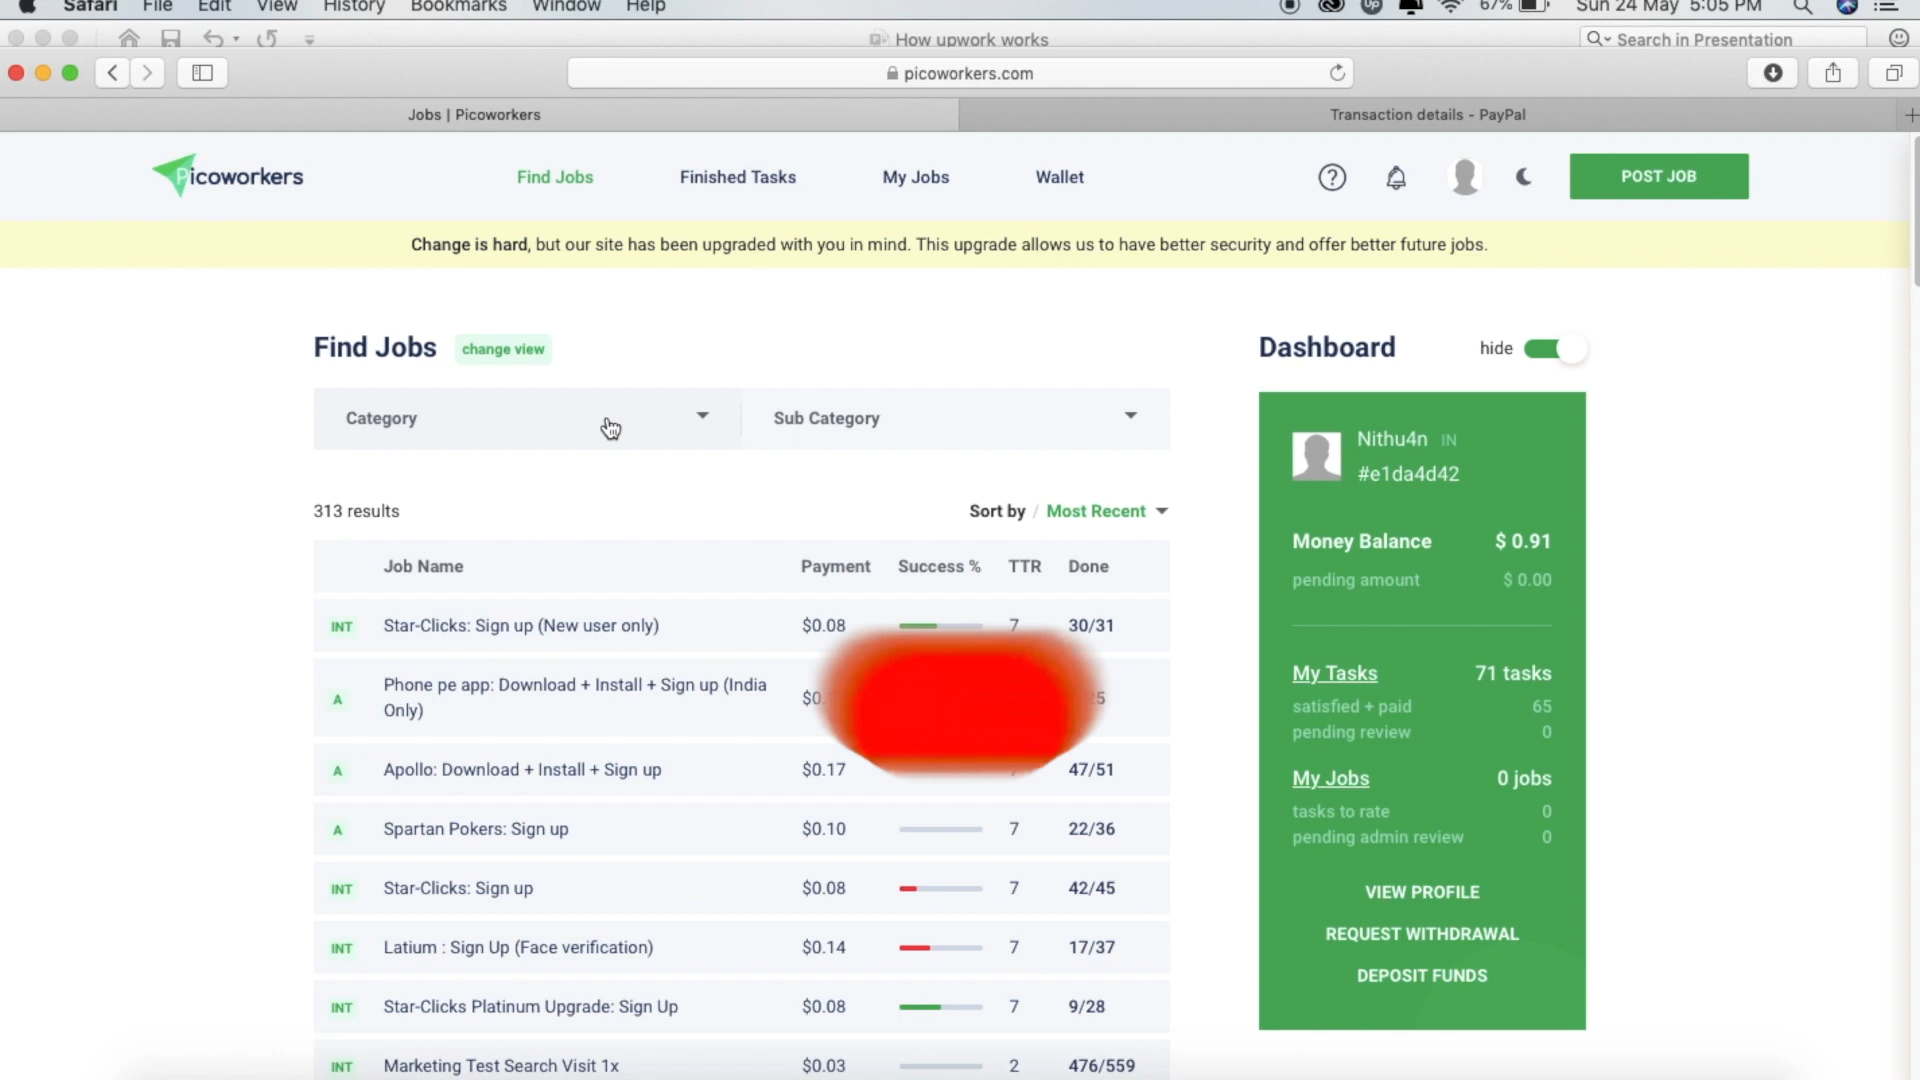 Safari File Edit View History Bookmarks Window Help 67% Sun 24 May 5:05 PM
How upwork works Search in Presentation
picoworkers.com
Jobs | Picoworkers Transaction details - PayPal
Picoworkers Find Jobs Finished Tasks My Jobs Wallet POST JOB
Change is hard, but our site has been upgraded with you in mind. This upgrade allows us to have better security and offer better future jobs.
Find Jobs change view
Category Sub Category
313 results Sort by / Most Recent
Job Name Payment Success % TTR Done
INT Star-Clicks: Sign up (New user only) $0.08 7 30/31
A Phone pe app: Download + Install + Sign up (India
Only)
A Apollo: Download + Install + Sign up $0.17 47/51
A Spartan Pokers: Sign up $0.10 7 22/36
INT Star-Clicks: Sign up $0.08 7 42/45
INT Latium : Sign Up (Face verification) $0.14 7 17/37
INT Star-Clicks Platinum Upgrade: Sign Up $0.08 7 9/28
INT Marketing Test Search Visit 1x $0.03 2 476/559
Dashboard hide
Nithu4n IN
#e1da4d42
Money Balance $ 0.91
pending amount $ 0.00
My Tasks 71 tasks
satisfied + paid 65
pending review 0
My Jobs 0 jobs
tasks to rate 0
pending admin review 0
VIEW PROFILE
REQUEST WITHDRAWAL
DEPOSIT FUNDS